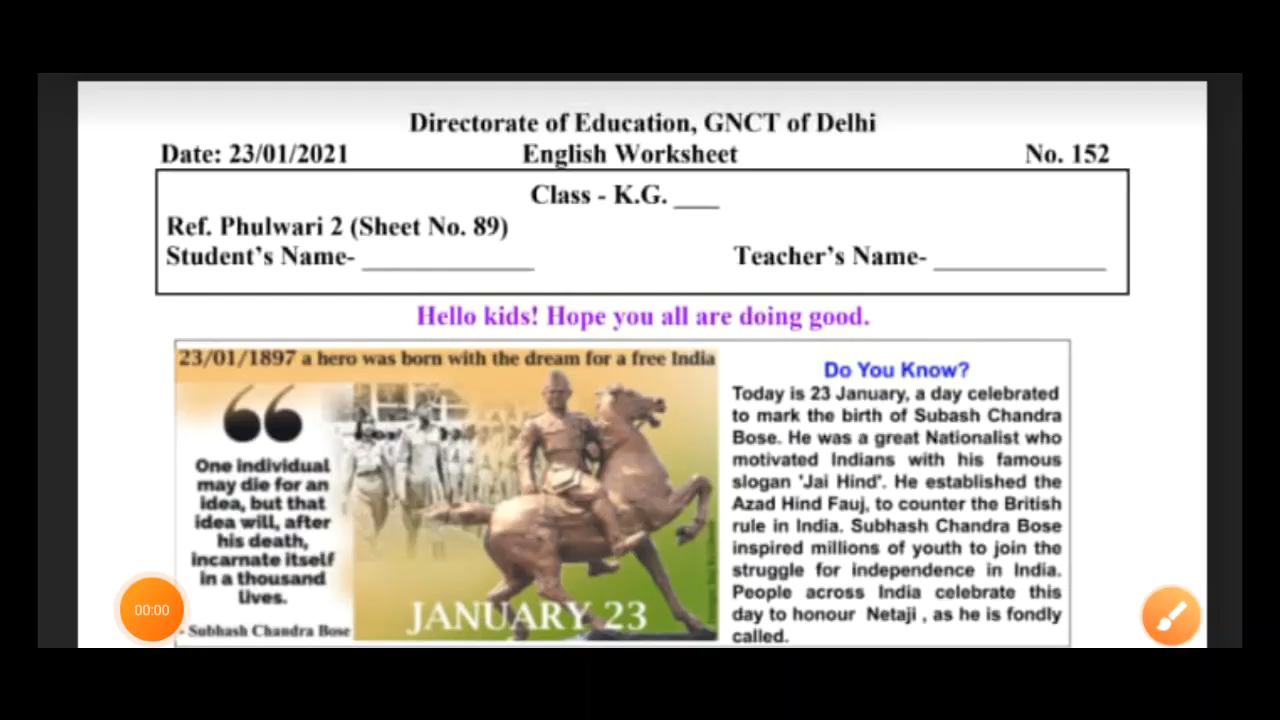 Directorate of Education, GNCT of Delhi
Date: 23/01/2021 English Worksheet No. 152
Class - K.G. ____
Ref. Phulwari 2 (Sheet No. 89)
Student's Name- ______________ Teacher's Name- ______________
Hello kids! Hope you all are doing good.
23/01/1897 a hero was born with the dream for a free India
One individual
may die for an
idea, but that
idea will, after
his death,
incarnate itself
in a thousand
lives.
- Subhash Chandra Bose
JANUARY 23
Do You Know?
Today is 23 January, a day celebrated
to mark the birth of Subash Chandra
Bose. He was a great Nationalist who
motivated Indians with his famous
slogan 'Jai Hind'. He established the
Azad Hind Fauj, to counter the British
rule in India. Subhash Chandra Bose
inspired millions of youth to join the
struggle for independence in India.
People across India celebrate this
day to honour Netaji , as he is fondly
called.
00:00